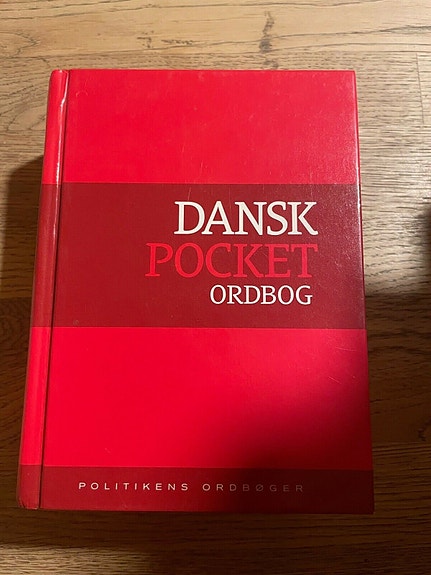 DANSK
POCKET
ORDBOG
POLITIKENS ORDBØGER